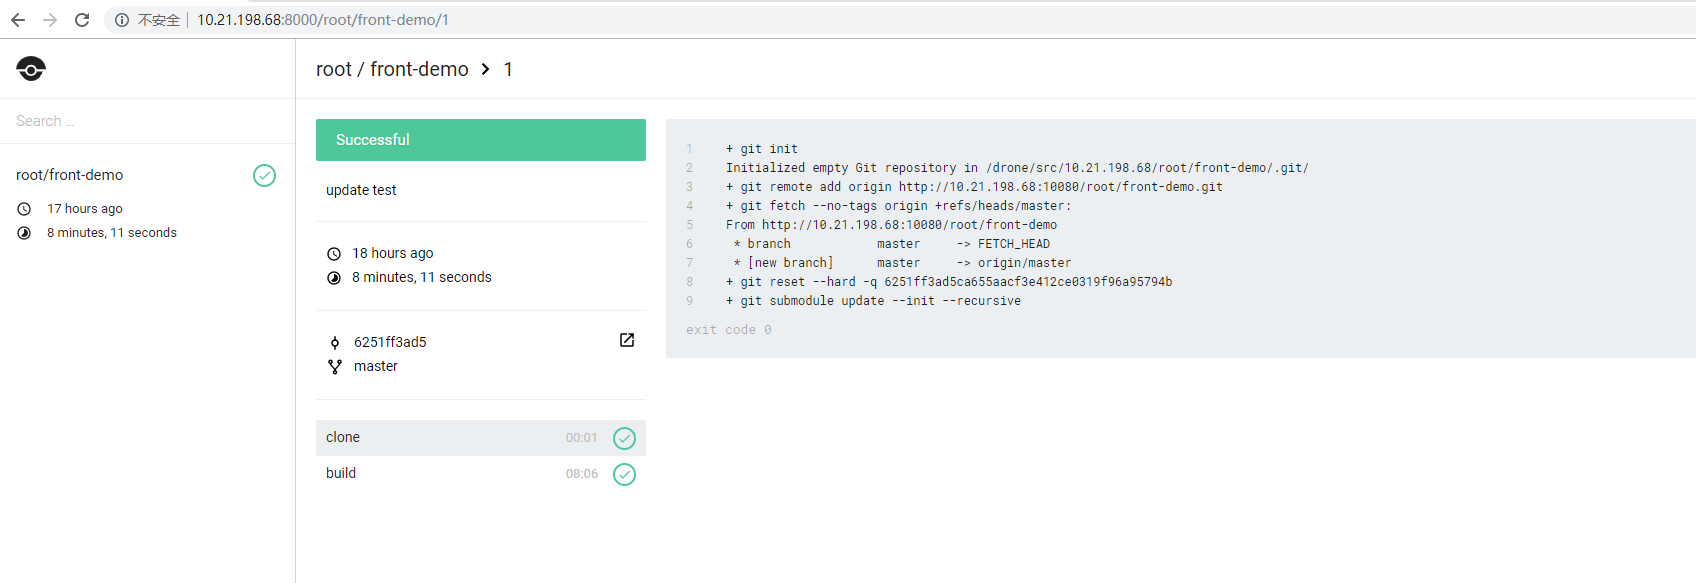 不安全 10.21.198.68:8000/root/front-demo/1
Search ...
root/front-demo
17 hours ago
8 minutes, 11 seconds
root / front-demo > 1
Successful
update test
18 hours ago
8 minutes, 11 seconds
6251ff3ad5
master
clone 00:01
build 08:06
1 + git init
2 Initialized empty Git repository in /drone/src/10.21.198.68/root/front-demo/.git/
3 + git remote add origin http://10.21.198.68:10080/root/front-demo.git
4 + git fetch --no-tags origin +refs/heads/master:
5 From http://10.21.198.68:10080/root/front-demo
6 * branch master -> FETCH_HEAD
7 * [new branch] master -> origin/master
8 + git reset --hard -q 6251ff3ad5ca655aacf3e412ce0319f96a95794b
9 + git submodule update --init --recursive
exit code 0